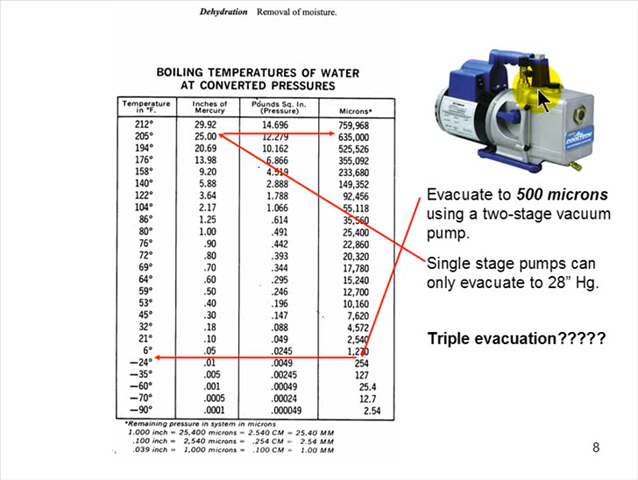 Dehydration Removal of moisture.
BOILING TEMPERATURES OF WATER
AT CONVERTED PRESSURES
Temperature in °F. Inches of Mercury Pounds Sq. In. (Pressure) Microns*
212° 29.92 14.696 759,968
205° 25.00 12.279 635,000
194° 20.69 10.162 525,526
176° 13.98 6.866 355,092
158° 9.20 4.519 233,680
140° 5.88 2.888 149,352
122° 3.64 1.788 92,456
104° 2.17 1.066 55,118
86° 1.25 .614 35,560
80° 1.00 .491 25,400
76° .90 .442 22,860
72° .80 .393 20,320
69° .70 .344 17,780
64° .60 .295 15,240
59° .50 .246 12,700
53° .40 .196 10,160
45° .30 .147 7,620
32° .18 .088 4,572
21° .10 .049 2,540
6° .05 .0245 1,270
—24° .01 .0049 254
—35° .005 .00245 127
—60° .001 .00049 25.4
—70° .0005 .00024 12.7
—90° .0001 .000049 2.54
*Remaining pressure in system in microns
1.000 inch = 25,400 microns = 2.540 CM = 25.40 MM
.100 inch = 2,540 microns = .254 CM = 2.54 MM
.039 inch = 1,000 microns = .100 CM = 1.00 MM
Evacuate to 500 microns
using a two-stage vacuum
pump.
Single stage pumps can
only evacuate to 28” Hg.
Triple evacuation?????
8